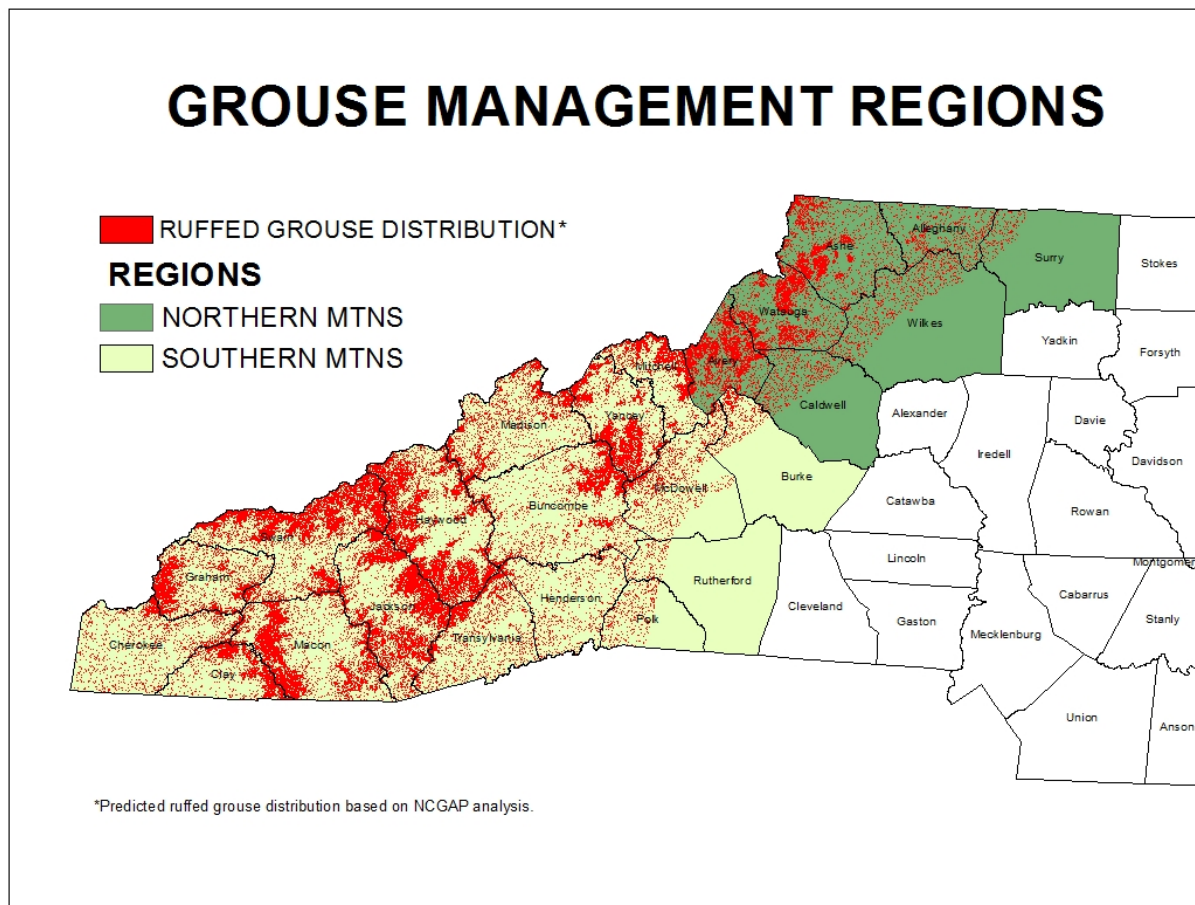 GROUSE MANAGEMENT REGIONS
RUFFED GROUSE DISTRIBUTION*
REGIONS
NORTHERN MTNS
SOUTHERN MTNS
Alleghany
Ashe
Surry
Stokes
Watauga
Wilkes
Yadkin
Forsyth
Avery
Mitchell
Caldwell
Alexander
Davie
Yancey
Madison
Iredell
Davidson
Burke
McDowell
Catawba
Buncombe
Rowan
Haywood
Swain
Lincoln
Montgomer
Graham
Rutherford
Cabarrus
Henderson
Jackson
Cleveland
Gaston
Stanly
Polk
Mecklenburg
Transylvania
Cherokee
Macon
Clay
Union
Anson
*Predicted ruffed grouse distribution based on NCGAP analysis.